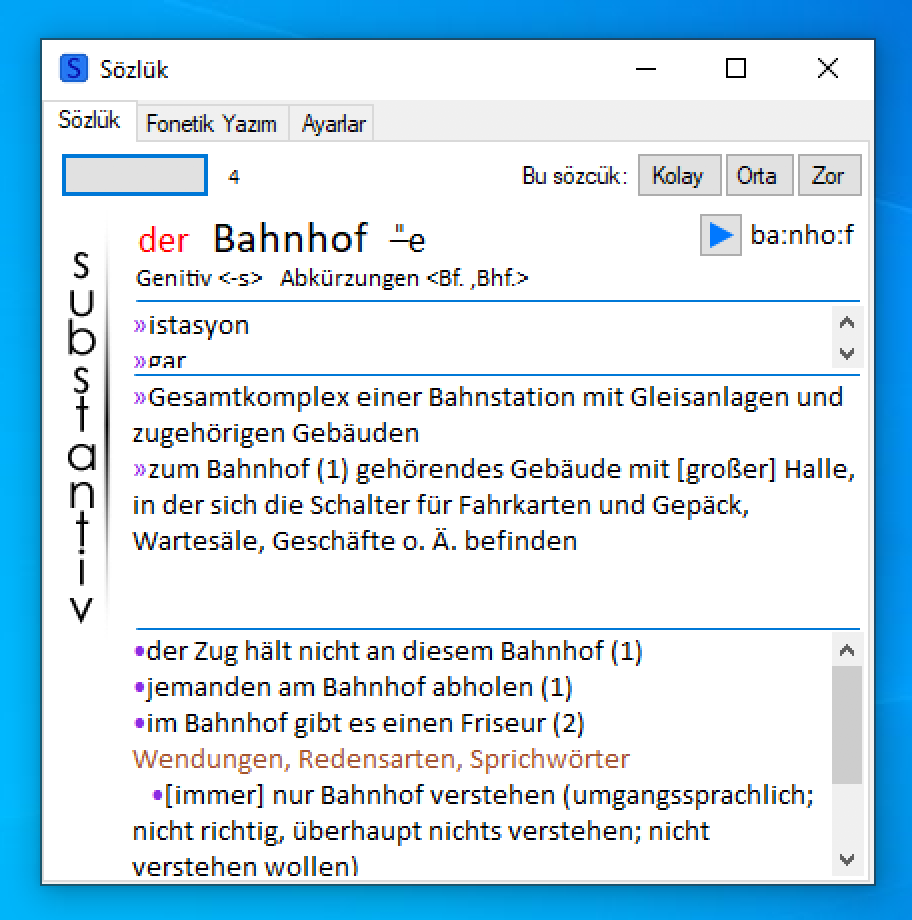 S Sözlük
Sözlük Fonetik Yazım Ayarlar
4 Bu sözcük: Kolay Orta Zor
der Bahnhof ⸚e ba:nho:f
Genitiv <-s> Abkürzungen <Bf. ,Bhf.>
substantiv
»istasyon
»gar
»Gesamtkomplex einer Bahnstation mit Gleisanlagen und
zugehörigen Gebäuden
»zum Bahnhof (1) gehörendes Gebäude mit [großer] Halle,
in der sich die Schalter für Fahrkarten und Gepäck,
Wartesäle, Geschäfte o. Ä. befinden
•der Zug hält nicht an diesem Bahnhof (1)
•jemanden am Bahnhof abholen (1)
•im Bahnhof gibt es einen Friseur (2)
Wendungen, Redensarten, Sprichwörter
•[immer] nur Bahnhof verstehen (umgangssprachlich;
nicht richtig, überhaupt nichts verstehen; nicht
verstehen wollen)